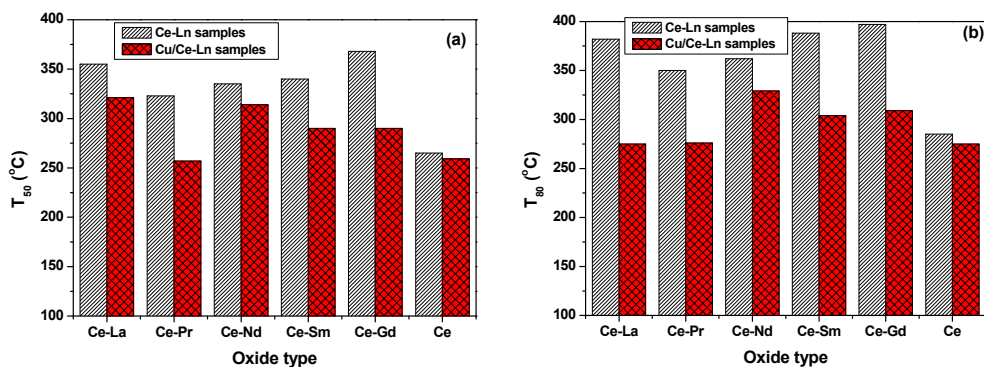 400
350
300
250
200
150
100
T50 (oC)
Ce-Ln samples
Cu/Ce-Ln samples
(a)
Ce-La Ce-Pr Ce-Nd Ce-Sm Ce-Gd Ce
Oxide type
400
350
300
250
200
150
100
T80 (oC)
Ce-Ln samples
Cu/Ce-Ln samples
(b)
Ce-La Ce-Pr Ce-Nd Ce-Sm Ce-Gd Ce
Oxide type